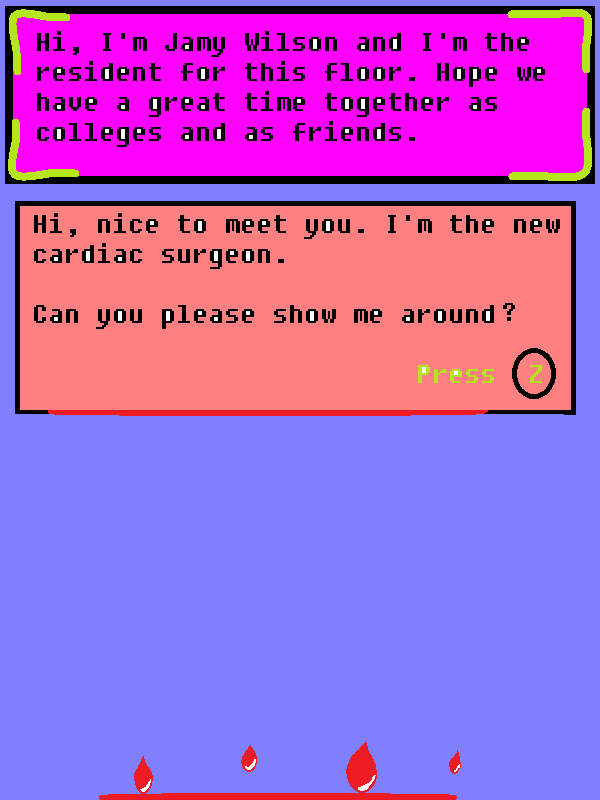 Hi, I'm Jamy Wilson and I'm the
resident for this floor. Hope we
have a great time together as
colleges and as friends.
Hi, nice to meet you. I'm the new
cardiac surgeon.
Can you please show me around?
Press Z